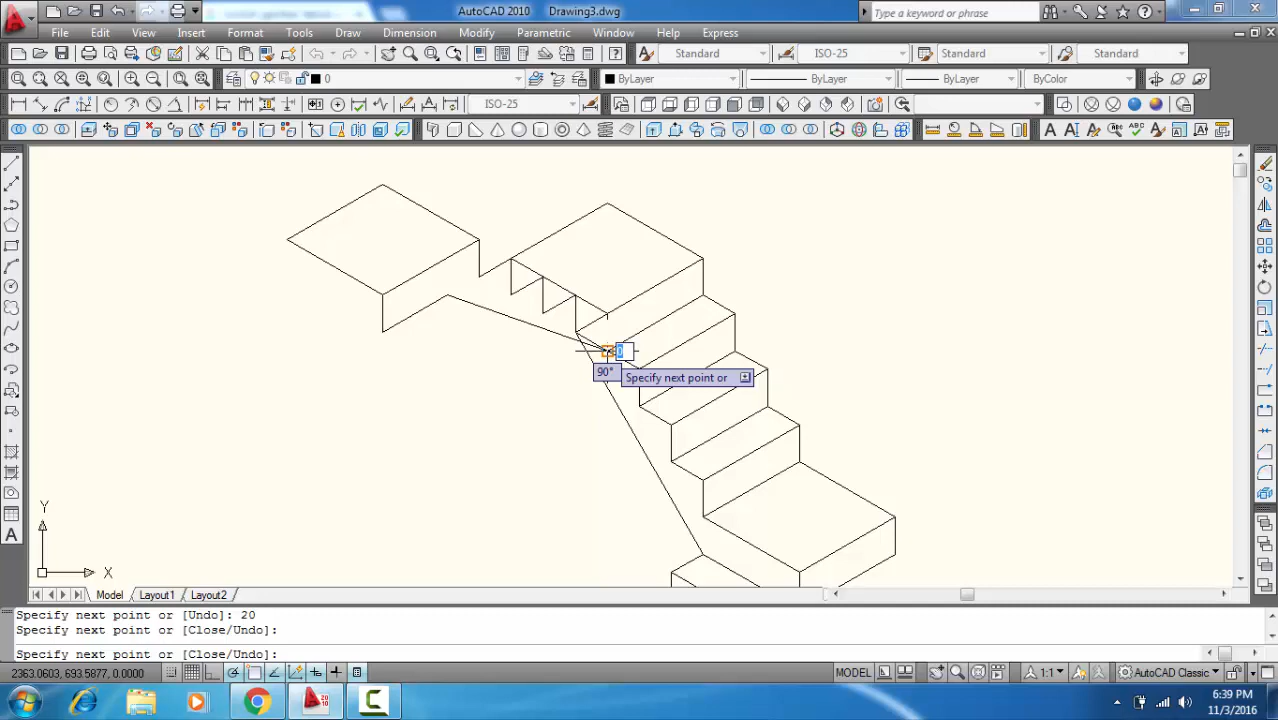 AutoCAD 2010 Drawing3.dwg
Type a keyword or phrase
File Edit View Insert Format Tools Draw Dimension Modify Parametric Window Help Express
Standard ISO-25 Standard Standard
0 ByLayer ByLayer ByLayer ByColor
ISO-25
0
90°
Specify next point or
Y
X
Model Layout1 Layout2
Specify next point or [Undo]: 20
Specify next point or [Close/Undo]:
Specify next point or [Close/Undo]:
2363.0603, 693.5877, 0.0000 MODEL 1:1 AutoCAD Classic
6:39 PM
11/3/2016